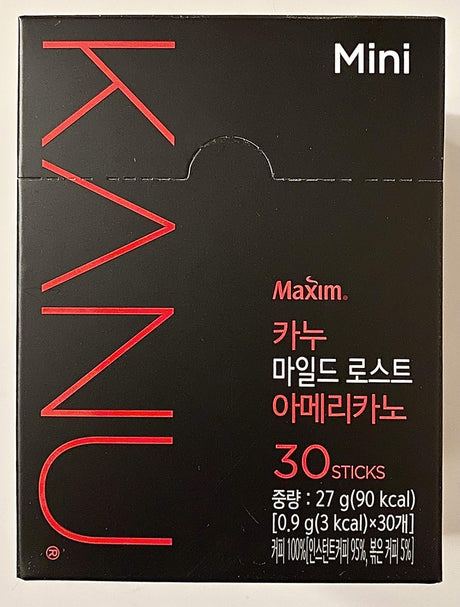 KANU
®
Mini
Maxim®
카누
마일드 로스트
아메리카노
30 STICKS
중량 : 27 g(90 kcal)
[0.9 g(3 kcal)×30개]
커피 100%[인스턴트커피 95%, 볶은 커피 5%]